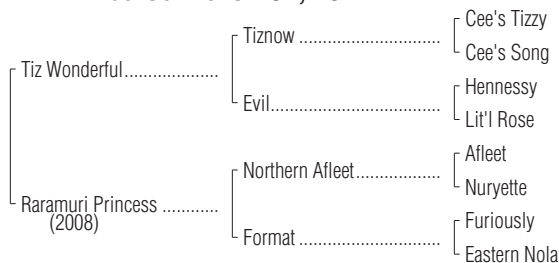 Cee's Tizzy
Tiznow
Cee's Song
Tiz Wonderful
Hennessy
Evil
Lit'l Rose
Afleet
Northern Afleet
Nuryette
Raramuri Princess
(2008)
Furiously
Format
Eastern Nola